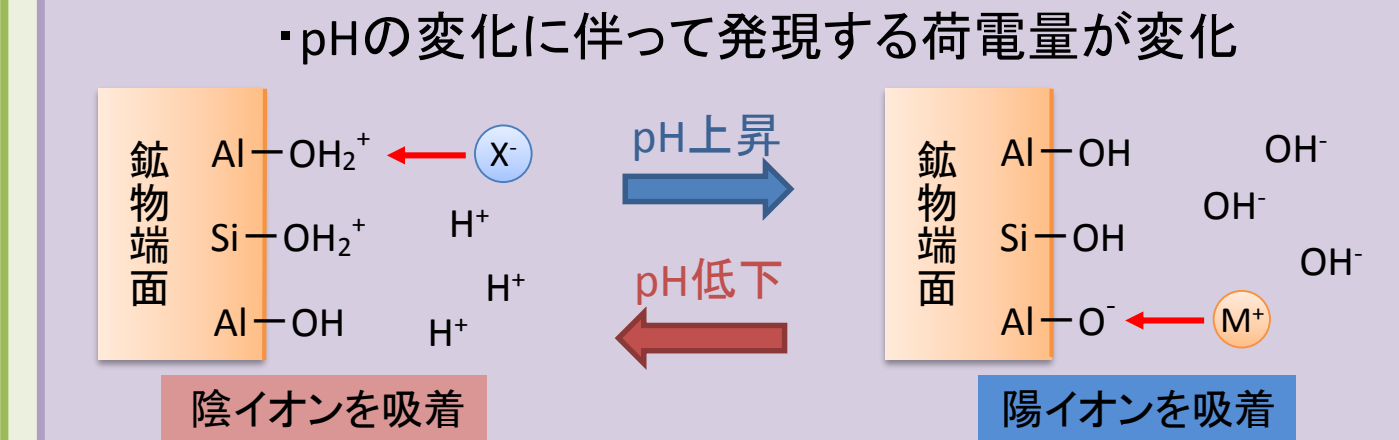 ・pHの変化に伴って発現する荷電量が変化
鉱物端面
Al－OH₂⁺
X⁻
Si－OH₂⁺
H⁺
H⁺
Al－OH
H⁺
陰イオンを吸着
pH上昇
pH低下
鉱物端面
Al－OH
OH⁻
OH⁻
Si－OH
OH⁻
Al－O⁻
M⁺
陽イオンを吸着